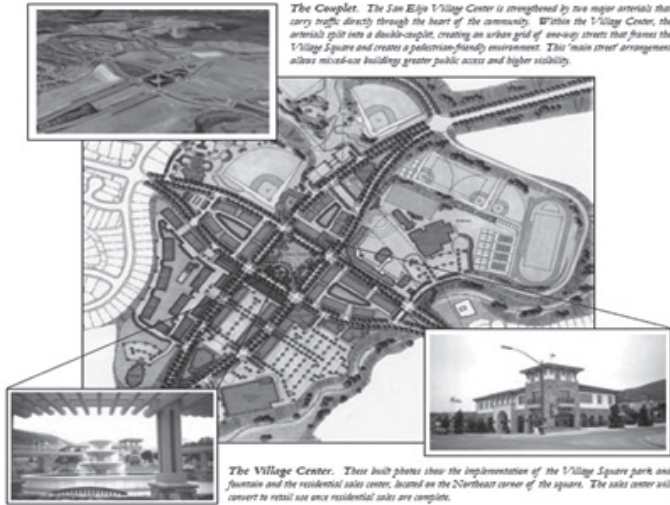 The Couplet. The San Elijo Village Center is strengthened by two major arterials that
carry traffic directly through the heart of the community. Within the Village Center, the
arterials split into a double-couplet, creating an urban grid of one-way streets that frames the
Village Square and creates a pedestrian-friendly environment. This 'main street' arrangement
allows mixed-use buildings greater public access and higher visibility.
The Village Center. These built photos show the implementation of the Village Square park and
fountain and the residential sales center, located on the Northeast corner of the square. The sales center will
convert to retail use once residential sales are complete.